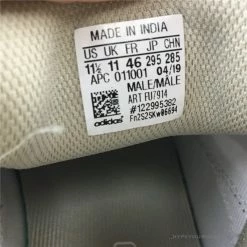 MADE IN INDIA
US UK FR JP CHN
11½ 11 46 295 285
APC 011001 04/19
MALE/MÂLE
ART FU7914
#122995382
adidas